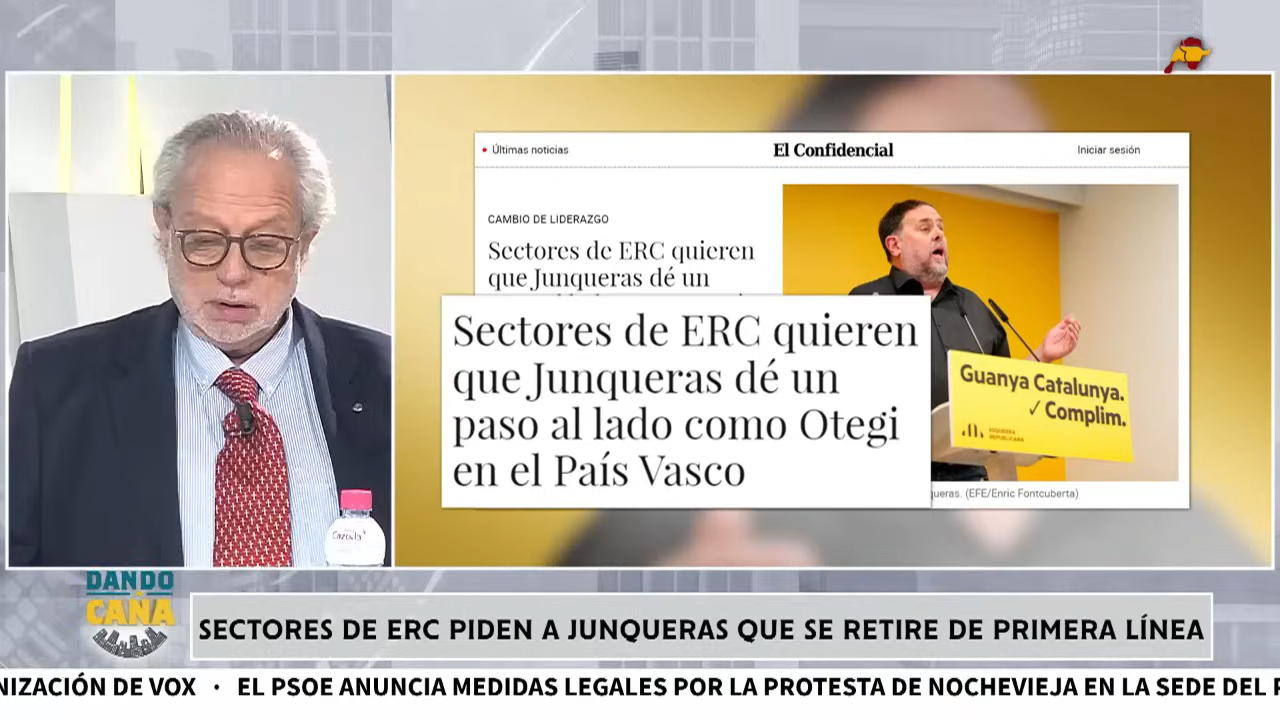 Últimas noticias
El Confidencial
Iniciar sesión
CAMBIO DE LIDERAZGO
Sectores de ERC quieren
que Junqueras dé un
Sectores de ERC quieren
que Junqueras dé un
paso al lado como Otegi
en el País Vasco
Guanya Catalunya.
✓ Complim.
ESQUERRA
REPUBLICANA
queras. (EFE/Enric Fontcuberta)
Cazorla
DANDO
CAÑA
SECTORES DE ERC PIDEN A JUNQUERAS QUE SE RETIRE DE PRIMERA LÍNEA
NIZACIÓN DE VOX · EL PSOE ANUNCIA MEDIDAS LEGALES POR LA PROTESTA DE NOCHEVIEJA EN LA SEDE DEL